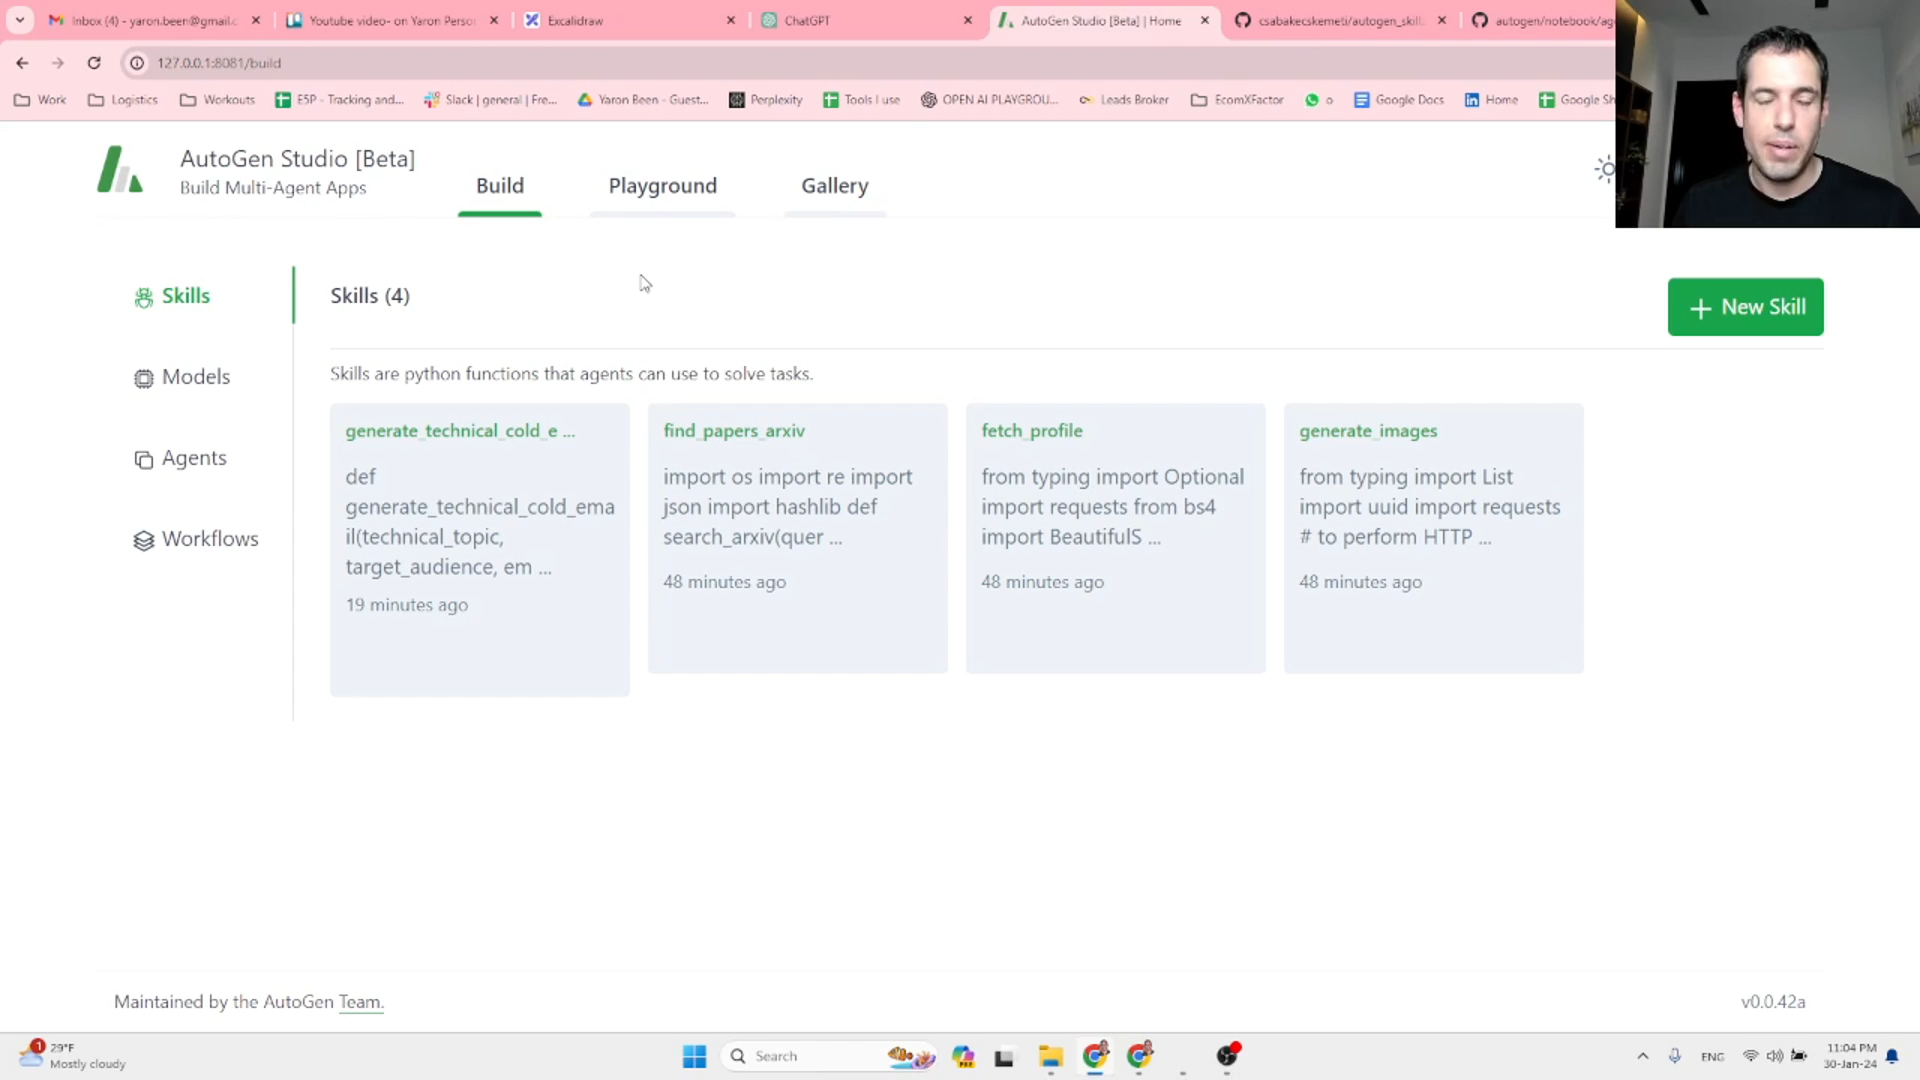 Inbox (4) - yaron.been@gmail.c
Youtube video- on Yaron Perso
Excalidraw
ChatGPT
AutoGen Studio [Beta] | Home
csabakecskemeti/autogen_skill
autogen/notebook/age
127.0.0.1:8081/build
Work
Logistics
Workouts
E5P - Tracking and...
Slack | general | Fre...
Yaron Been - Guest...
Perplexity
Tools I use
OPEN AI PLAYGROU...
Leads Broker
EcomXFactor
o
Google Docs
Home
Google Sh
AutoGen Studio [Beta]
Build Multi-Agent Apps
Build
Playground
Gallery
Skills
Models
Agents
Workflows
Skills (4)
New Skill
Skills are python functions that agents can use to solve tasks.
generate_technical_cold_e ...
def
generate_technical_cold_ema
il(technical_topic,
target_audience, em ...
19 minutes ago
find_papers_arxiv
import os import re import
json import hashlib def
search_arxiv(quer ...
48 minutes ago
fetch_profile
from typing import Optional
import requests from bs4
import BeautifulS ...
48 minutes ago
generate_images
from typing import List
import uuid import requests
# to perform HTTP ...
48 minutes ago
Maintained by the AutoGen Team.
v0.0.42a
1
29°F
Mostly cloudy
Search
ENG
11:04 PM
30-Jan-24